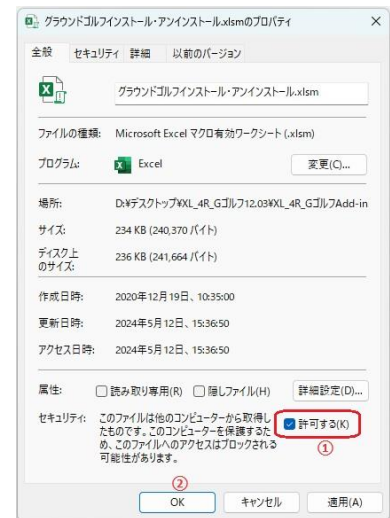 グラウンドゴルフインストール・アンインストール.xlsmのプロパティ
全般 セキュリティ 詳細 以前のバージョン
グラウンドゴルフインストール・アンインストール.xlsm
ファイルの種類: Microsoft Excel マクロ有効ワークシート (.xlsm)
プログラム: Excel 変更(C)...
場所: D:¥デスクトップ¥XL_4R_Gゴルフ12.03¥XL_4R_GゴルフAdd-in
サイズ: 234 KB (240,370 バイト)
ディスク上
のサイズ: 236 KB (241,664 バイト)
作成日時: 2020年12月19日、10:35:00
更新日時: 2024年5月12日、15:36:50
アクセス日時: 2024年5月12日、15:36:50
属性: 読み取り専用(R) 隠しファイル(H) 詳細設定(D)...
セキュリティ: このファイルは他のコンピューターから取得し
たものです。このコンピューターを保護するた
め、このファイルへのアクセスはブロックされる
可能性があります。
許可する(K)
①
②
OK キャンセル 適用(A)